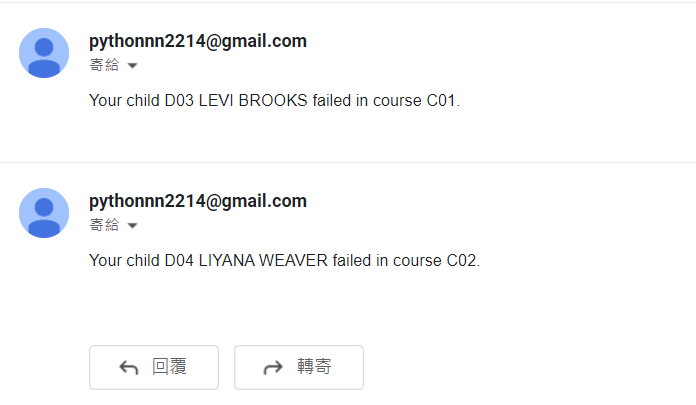 pythonnn2214@gmail.com
寄給
Your child D03 LEVI BROOKS failed in course C01.
pythonnn2214@gmail.com
寄給
Your child D04 LIYANA WEAVER failed in course C02.
回覆 轉寄